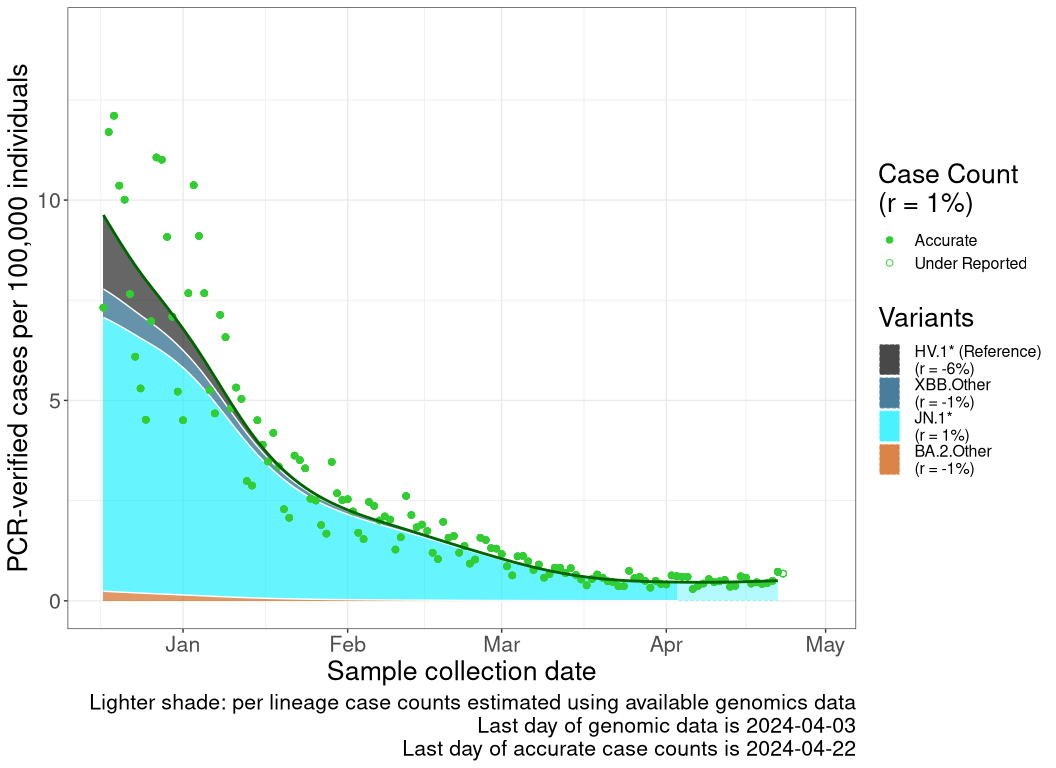 PCR-verified cases per 100,000 individuals
10
5
0
Jan Feb Mar Apr May
Sample collection date
Lighter shade: per lineage case counts estimated using available genomics data
Last day of genomic data is 2024-04-03
Last day of accurate case counts is 2024-04-22
Case Count
(r = 1%)
Accurate
Under Reported
Variants
HV.1* (Reference)
(r = -6%)
XBB.Other
(r = -1%)
JN.1*
(r = 1%)
BA.2.Other
(r = -1%)